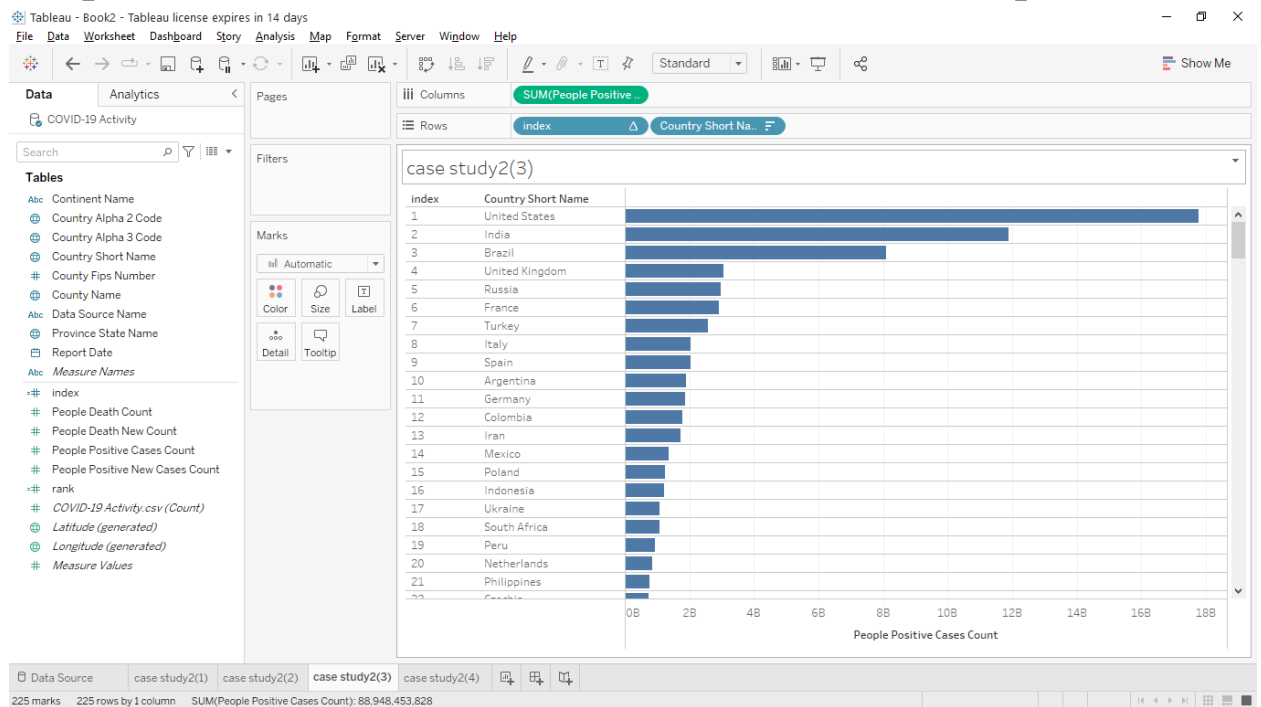 Tableau - Book2 - Tableau license expires in 14 days
File Data Worksheet Dashboard Story Analysis Map Format Server Window Help
Standard
Show Me
Data Analytics
COVID-19 Activity
Search
Tables
Abc Continent Name
Country Alpha 2 Code
Country Alpha 3 Code
Country Short Name
# County Fips Number
County Name
Abc Data Source Name
Province State Name
Report Date
Abc Measure Names
=# index
# People Death Count
# People Death New Count
# People Positive Cases Count
# People Positive New Cases Count
=# rank
# COVID-19 Activity.csv (Count)
Latitude (generated)
Longitude (generated)
# Measure Values
Pages
Filters
Marks
Automatic
Color Size Label
Detail Tooltip
iii Columns SUM(People Positive ..
Rows index Country Short Na..
case study2(3)
index Country Short Name
1 United States
2 India
3 Brazil
4 United Kingdom
5 Russia
6 France
7 Turkey
8 Italy
9 Spain
10 Argentina
11 Germany
12 Colombia
13 Iran
14 Mexico
15 Poland
16 Indonesia
17 Ukraine
18 South Africa
19 Peru
20 Netherlands
21 Philippines
0B 2B 4B 6B 8B 10B 12B 14B 16B 18B
People Positive Cases Count
Data Source case study2(1) case study2(2) case study2(3) case study2(4)
225 marks 225 rows by 1 column SUM(People Positive Cases Count): 88,948,453,828